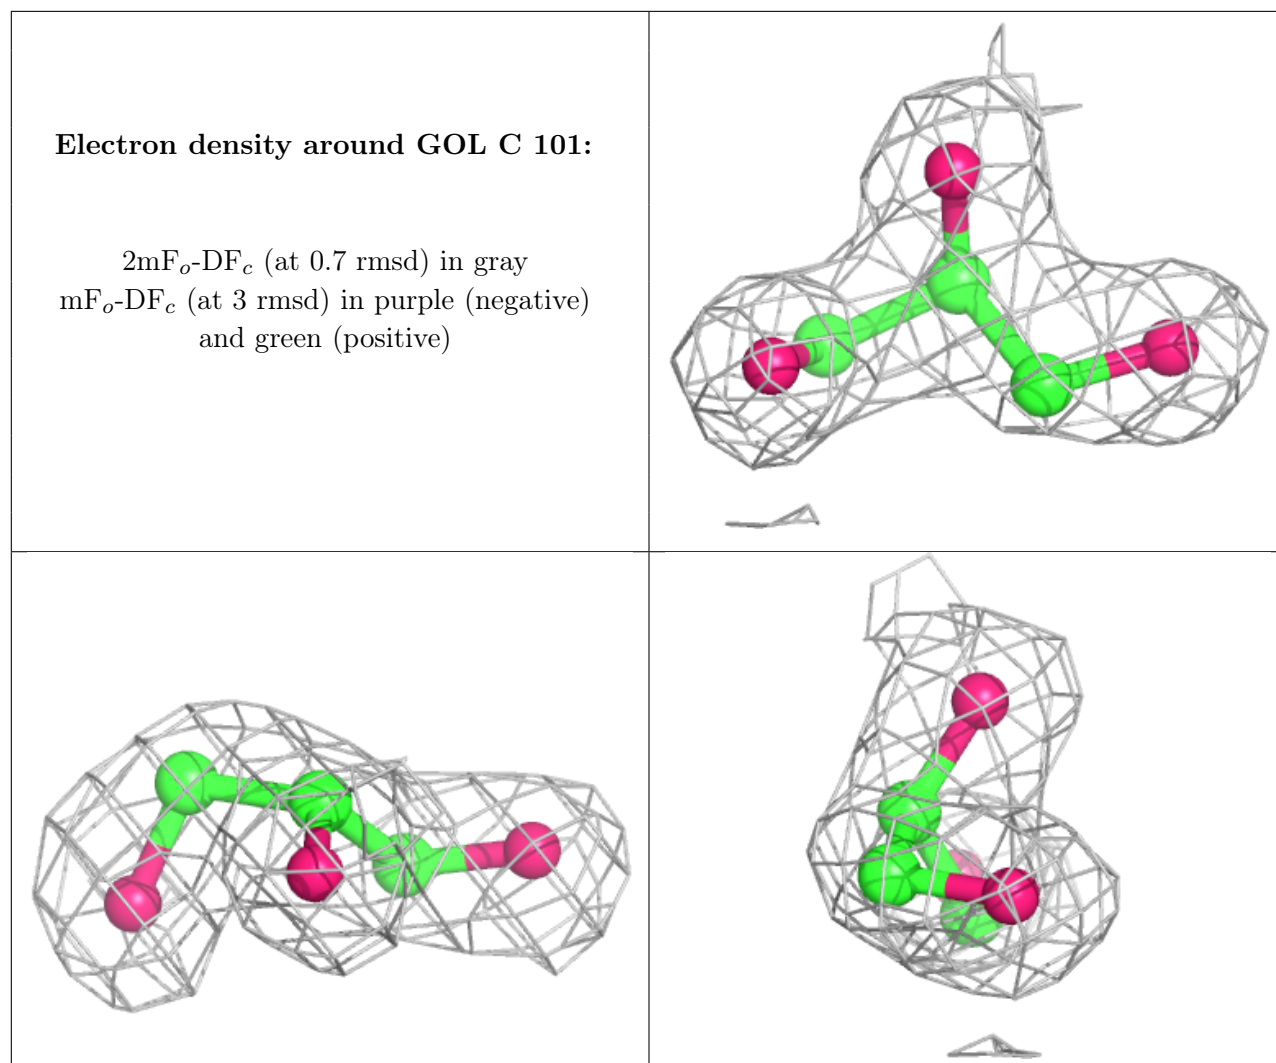 Electron density around GOL C 101:
2mFo-DFc (at 0.7 rmsd) in gray
mFo-DFc (at 3 rmsd) in purple (negative)
and green (positive)